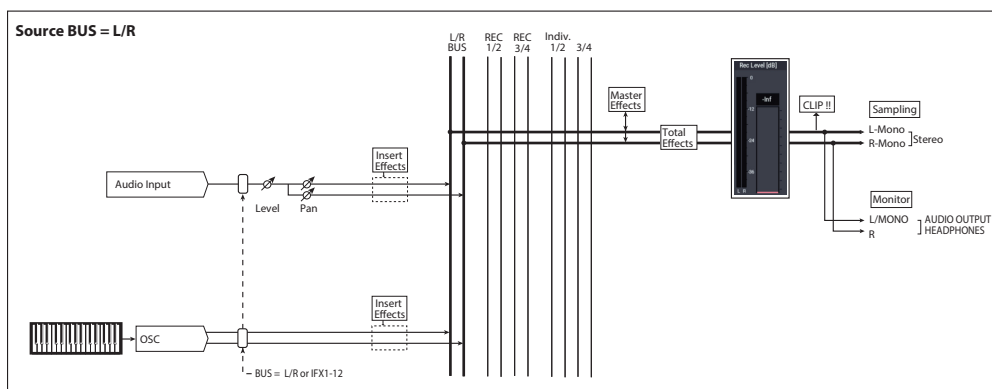 Source BUS = L/R
L/R
BUS
REC
1/2
REC
3/4
Indiv.
1/2
3/4
Rec Level [dB]
0
-Inf
-12
-24
-36
L R
Master
Effects
Total
Effects
CLIP !!
Sampling
L-Mono
R-Mono
Stereo
Insert
Effects
Audio Input
Level
Pan
Monitor
L/MONO
R
AUDIO OUTPUT
HEADPHONES
Insert
Effects
OSC
BUS = L/R or IFX1-12